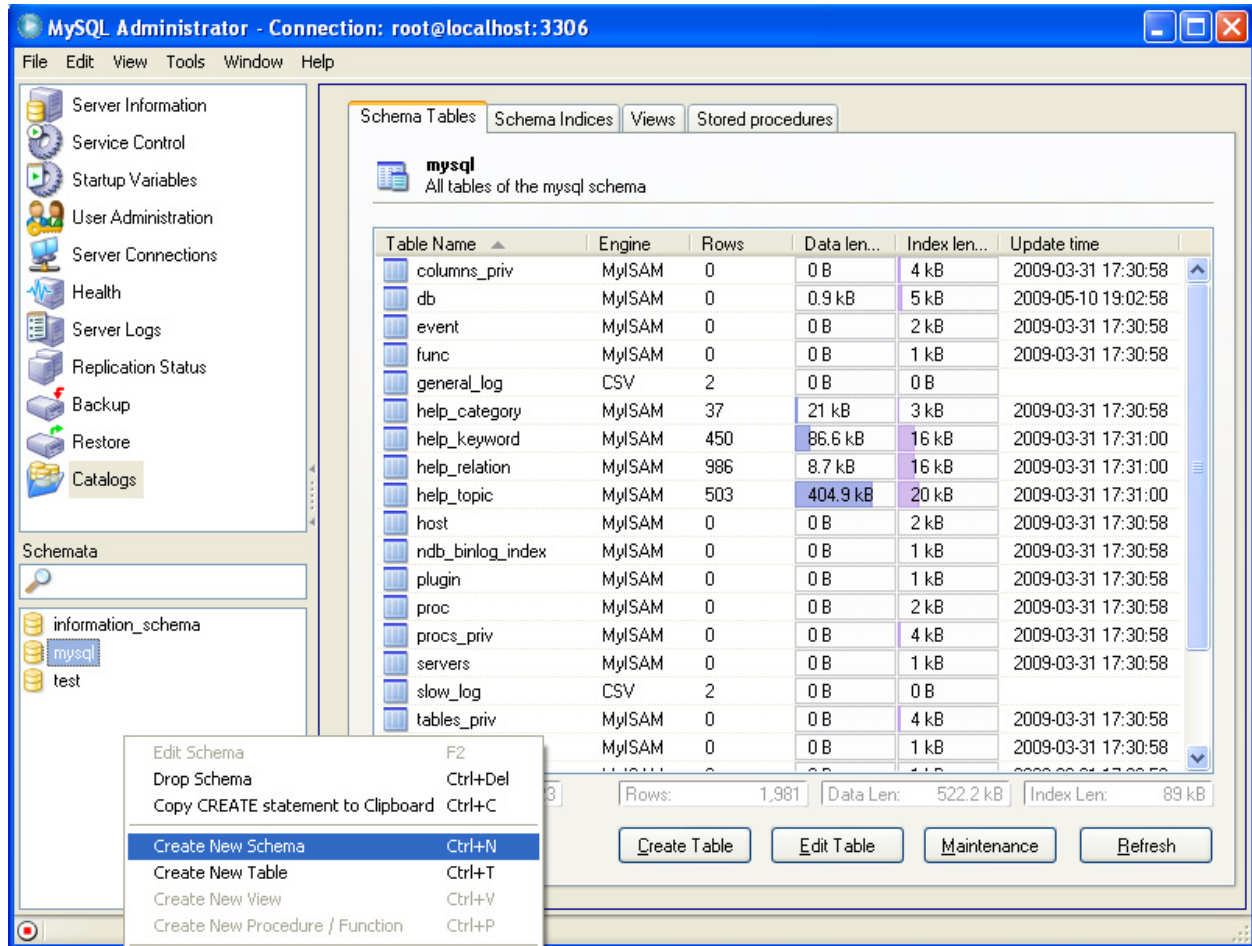 MySQL Administrator - Connection: root@localhost:3306
File Edit View Tools Window Help
Server Information
Service Control
Startup Variables
User Administration
Server Connections
Health
Server Logs
Replication Status
Backup
Restore
Catalogs
Schemata
information_schema
mysql
test
Schema Tables Schema Indices Views Stored procedures
mysql
All tables of the mysql schema
Table Name Engine Rows Data len... Index len... Update time
columns_priv MyISAM 0 0 B 4 kB 2009-03-31 17:30:58
db MyISAM 0 0.9 kB 5 kB 2009-05-10 19:02:58
event MyISAM 0 0 B 2 kB 2009-03-31 17:30:58
func MyISAM 0 0 B 1 kB 2009-03-31 17:30:58
general_log CSV 2 0 B 0 B
help_category MyISAM 37 21 kB 3 kB 2009-03-31 17:30:58
help_keyword MyISAM 450 86.6 kB 16 kB 2009-03-31 17:31:00
help_relation MyISAM 986 8.7 kB 16 kB 2009-03-31 17:31:00
help_topic MyISAM 503 404.9 kB 20 kB 2009-03-31 17:31:00
host MyISAM 0 0 B 2 kB 2009-03-31 17:30:58
ndb_binlog_index MyISAM 0 0 B 1 kB 2009-03-31 17:30:58
plugin MyISAM 0 0 B 1 kB 2009-03-31 17:30:58
proc MyISAM 0 0 B 2 kB 2009-03-31 17:30:58
procs_priv MyISAM 0 0 B 4 kB 2009-03-31 17:30:58
servers MyISAM 0 0 B 1 kB 2009-03-31 17:30:58
slow_log CSV 2 0 B 0 B
tables_priv MyISAM 0 0 B 4 kB 2009-03-31 17:30:58
MyISAM 0 0 B 1 kB 2009-03-31 17:30:58
Rows: 1,981 Data Len: 522.2 kB Index Len: 89 kB
Create Table Edit Table Maintenance Refresh
Edit Schema F2
Drop Schema Ctrl+Del
Copy CREATE statement to Clipboard Ctrl+C
Create New Schema Ctrl+N
Create New Table Ctrl+T
Create New View Ctrl+V
Create New Procedure / Function Ctrl+P